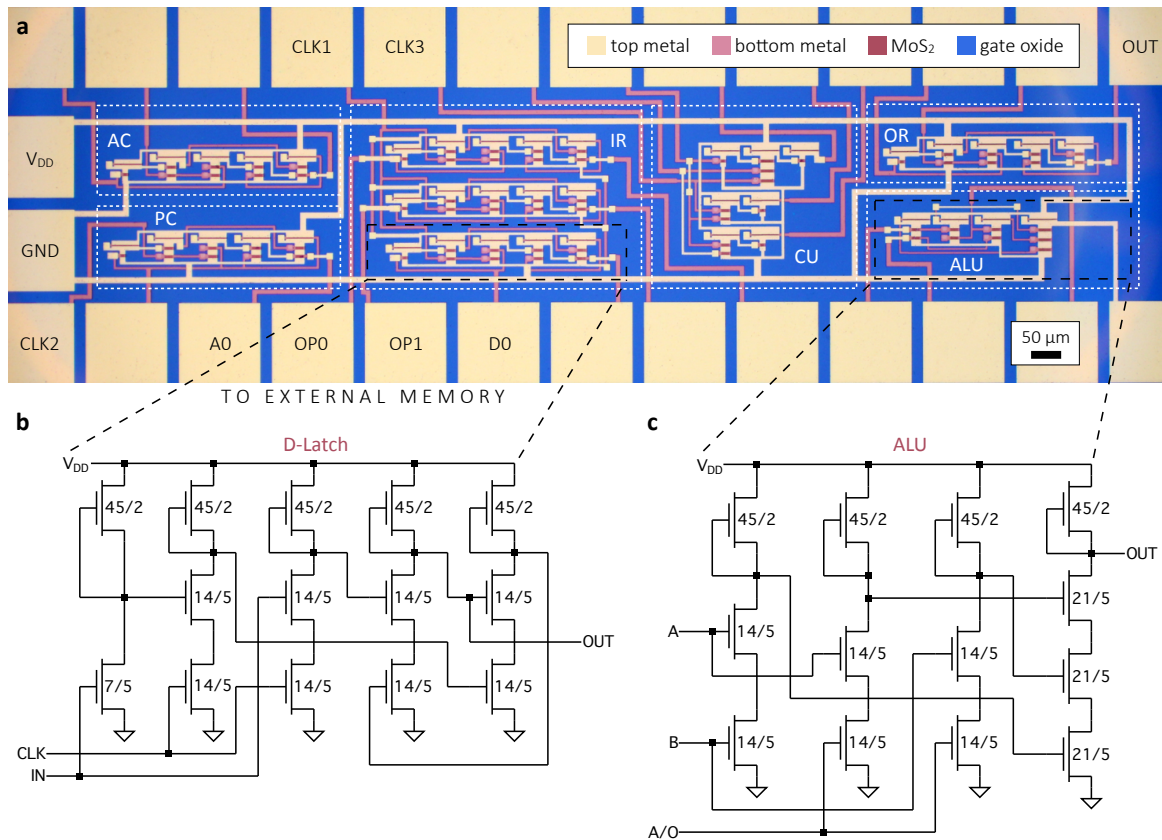 a
CLK1 CLK3 top metal bottom metal MoS₂ gate oxide OUT
AC IR OR
V_DD
PC
GND CU ALU
CLK2 A0 OP0 OP1 D0 50 µm
TO EXTERNAL MEMORY
b c
D-Latch ALU
V_DD V_DD
45/2 45/2 45/2 45/2 45/2 45/2 45/2 45/2 45/2
OUT
14/5 14/5 14/5 14/5 21/5
A 14/5
OUT 14/5 14/5
7/5 14/5 14/5 14/5 14/5 21/5
B 14/5 14/5 14/5 21/5
CLK
IN
A/O